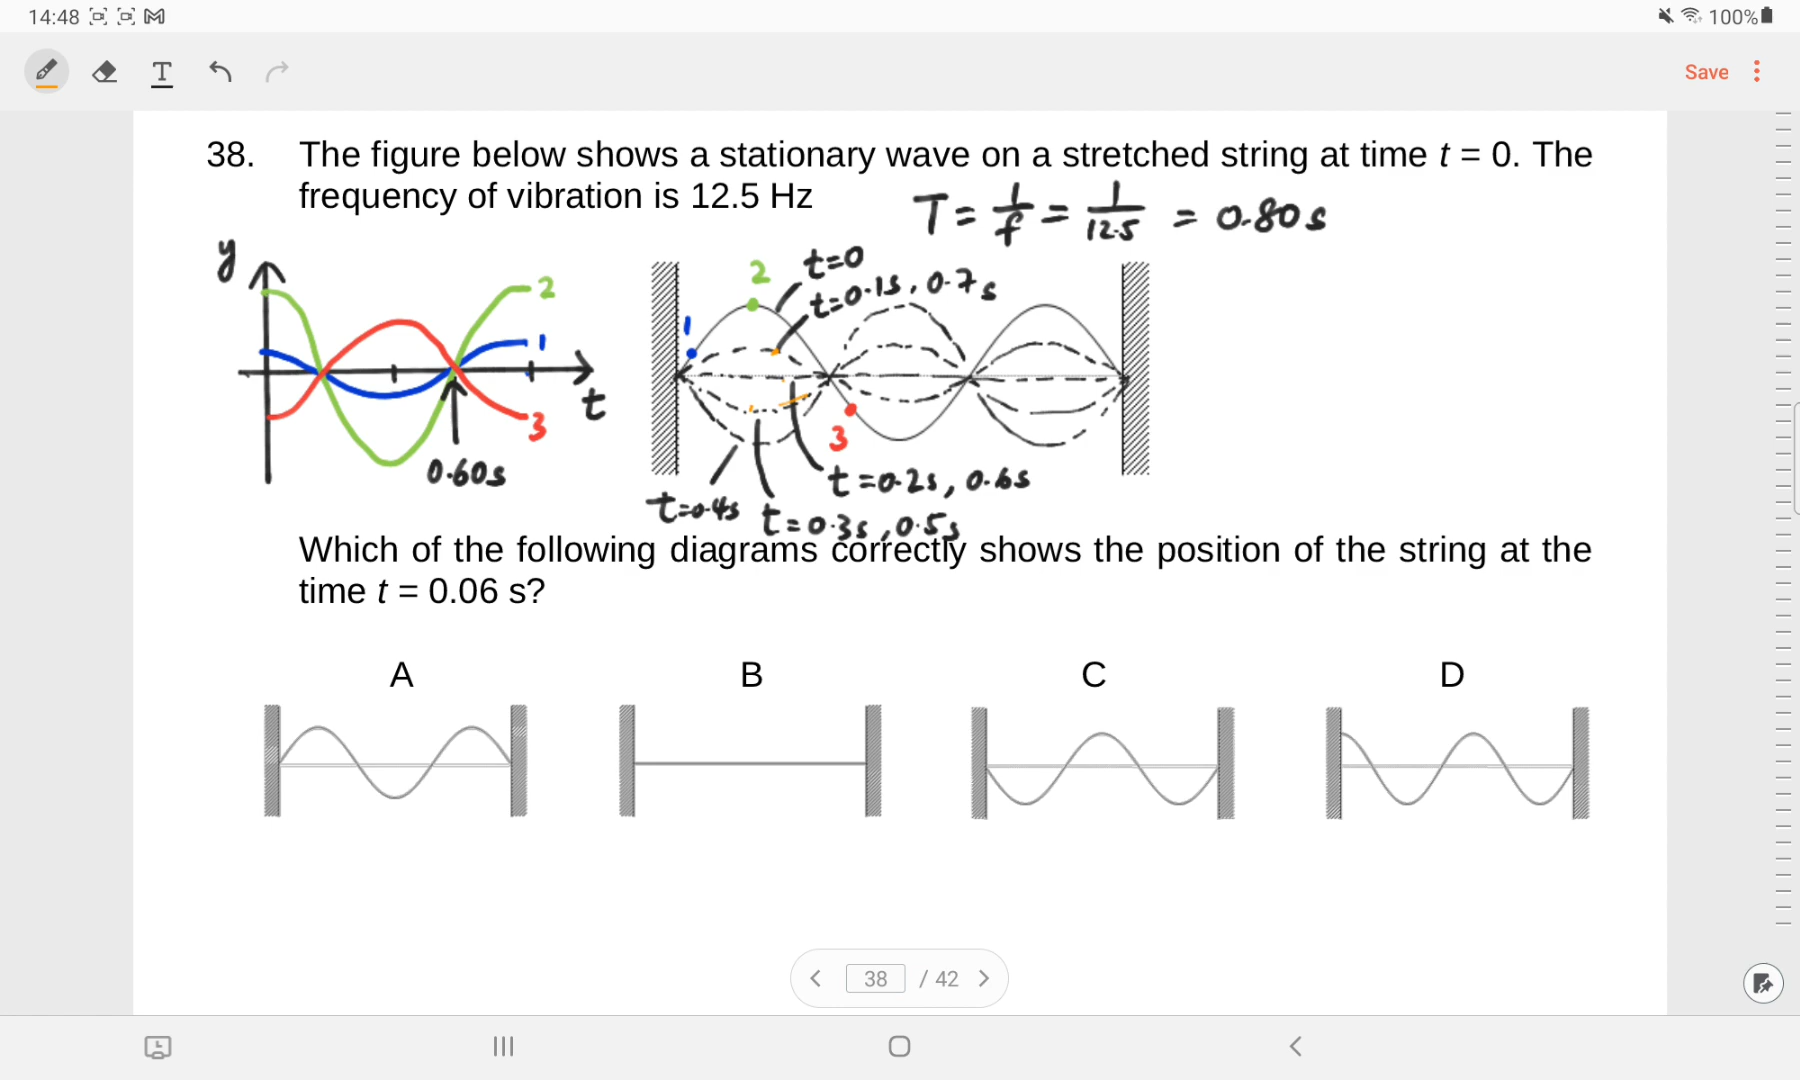 14:48
100%
T
Save
38. The figure below shows a stationary wave on a stretched string at time t = 0. The
frequency of vibration is 12.5 Hz
T = 1/f = 1/12.5 = 0.80s
y
2
1
3
t
0.60s
1
2
3
t=0
t=0.1s, 0.7s
t=0.2s, 0.6s
t=0.4s
t=0.3s, 0.5s
Which of the following diagrams correctly shows the position of the string at the
time t = 0.06 s?
A B C D
38 / 42